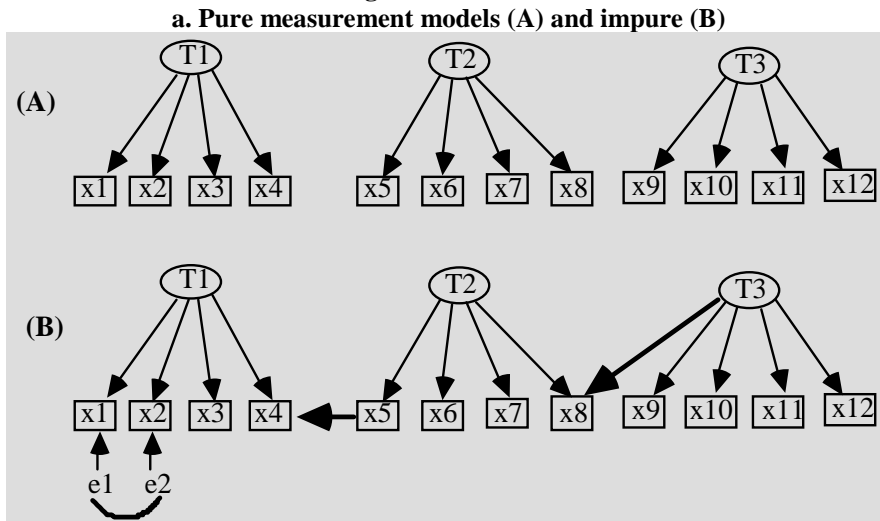 a. Pure measurement models (A) and impure (B)
T1 T2 T3
(A)
x1 x2 x3 x4 x5 x6 x7 x8 x9 x10 x11 x12
T1 T2 T3
(B)
x1 x2 x3 x4 x5 x6 x7 x8 x9 x10 x11 x12
e1 e2